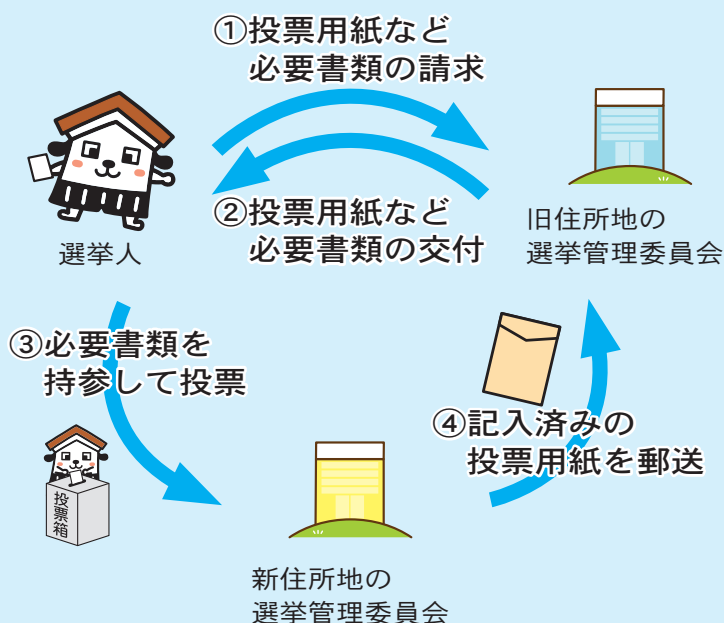 ①投票用紙など
必要書類の請求
②投票用紙など
必要書類の交付
選挙人
旧住所地の
選挙管理委員会
③必要書類を
持参して投票
④記入済みの
投票用紙を郵送
投票箱
新住所地の
選挙管理委員会